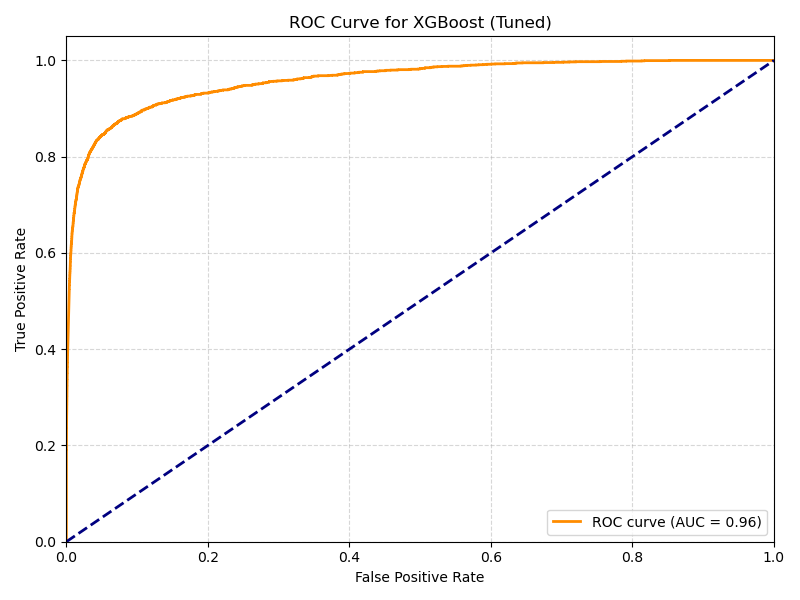 ROC Curve for XGBoost (Tuned)
1.0
0.8
0.6
0.4
0.2
0.0
True Positive Rate
ROC curve (AUC = 0.96)
0.0 0.2 0.4 0.6 0.8 1.0
False Positive Rate